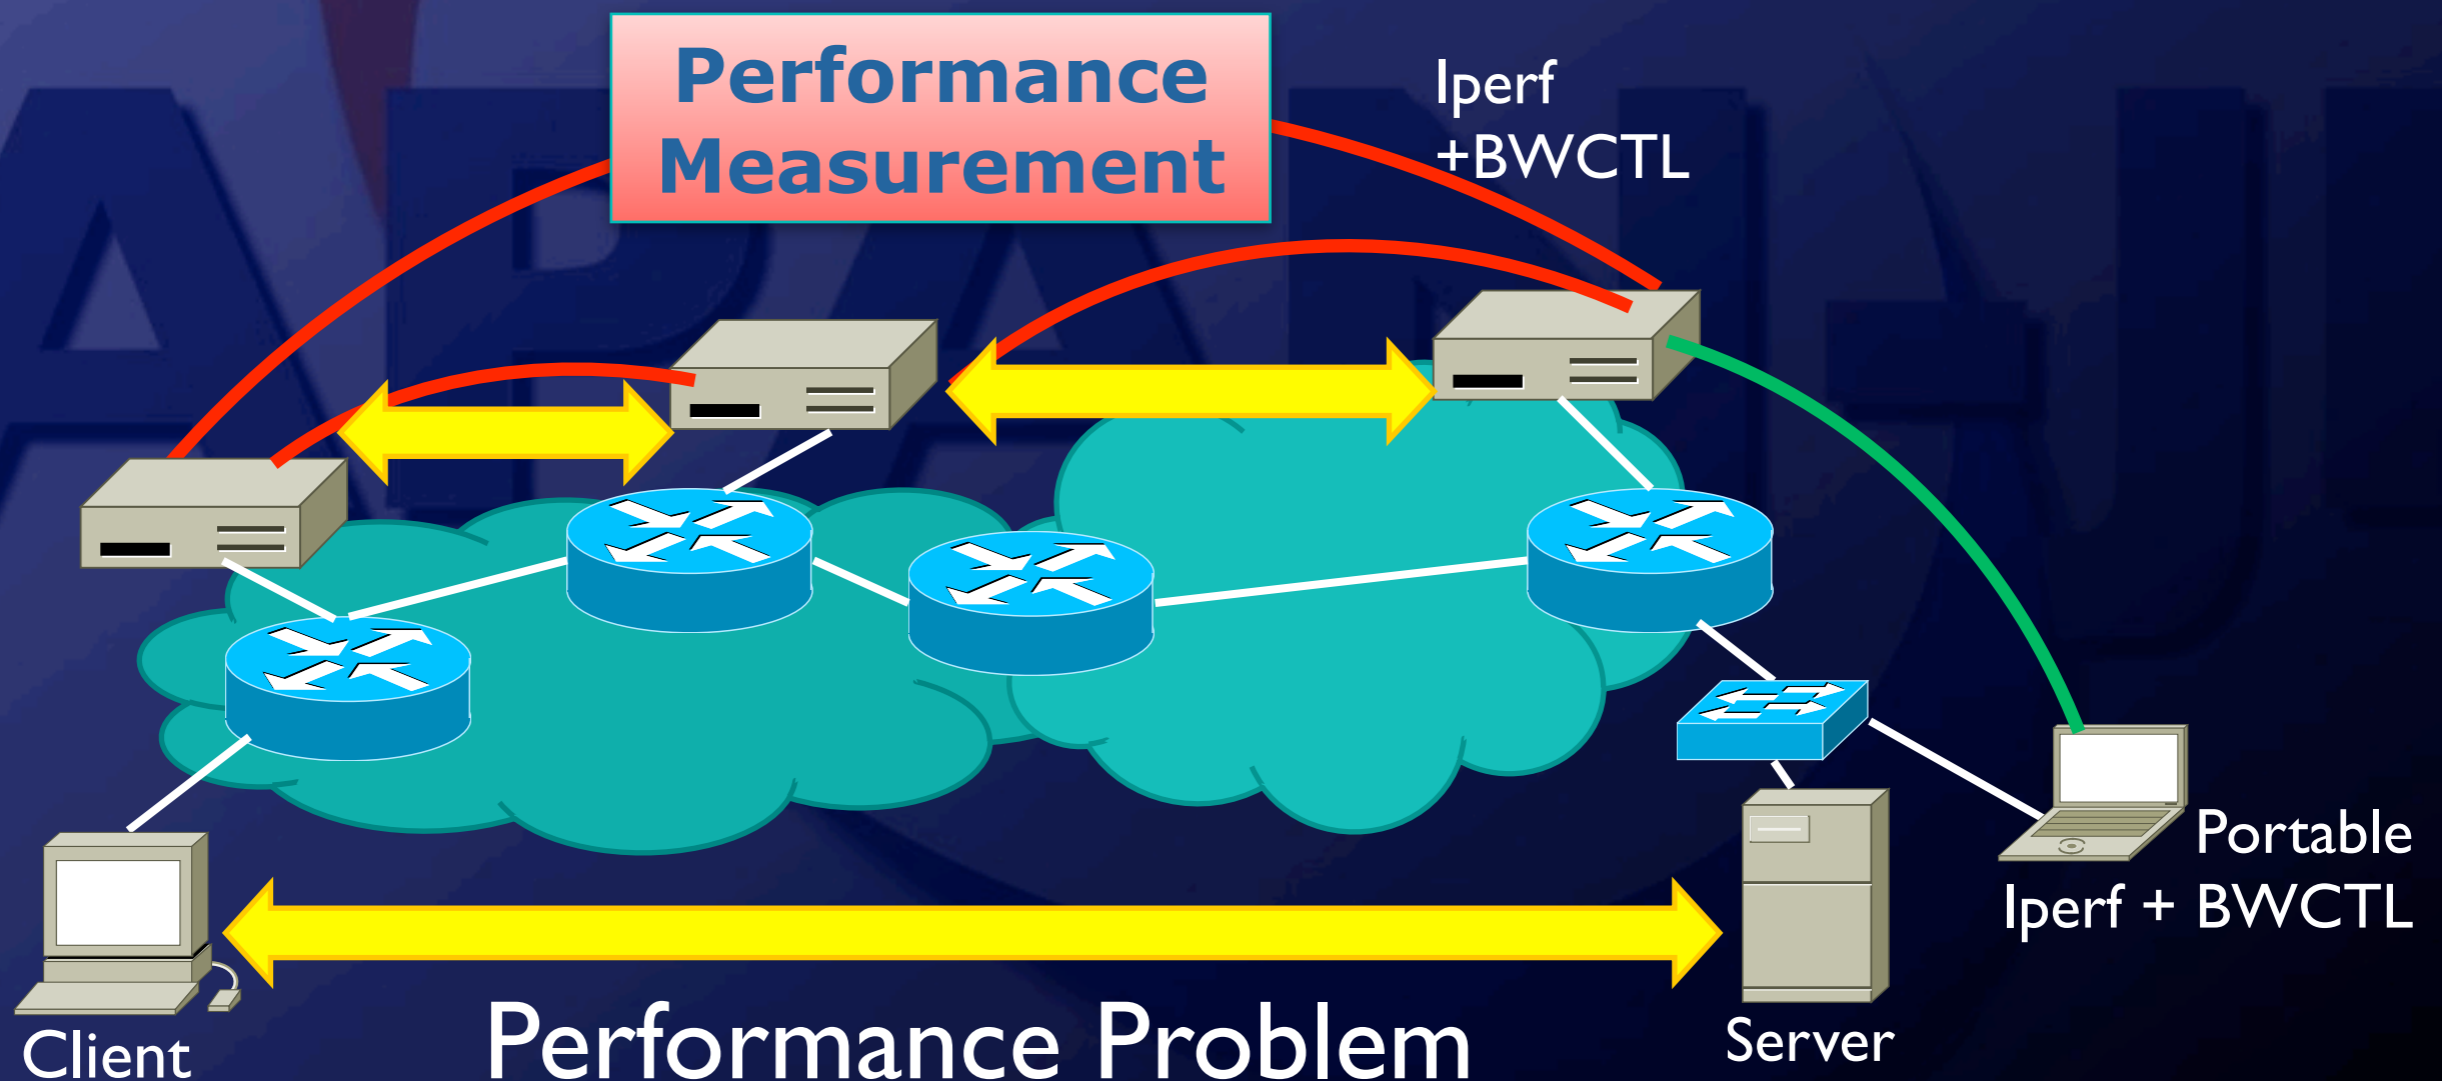 Performance
Measurement
Iperf
+BWCTL
Portable
Iperf + BWCTL
Client
Performance Problem
Server